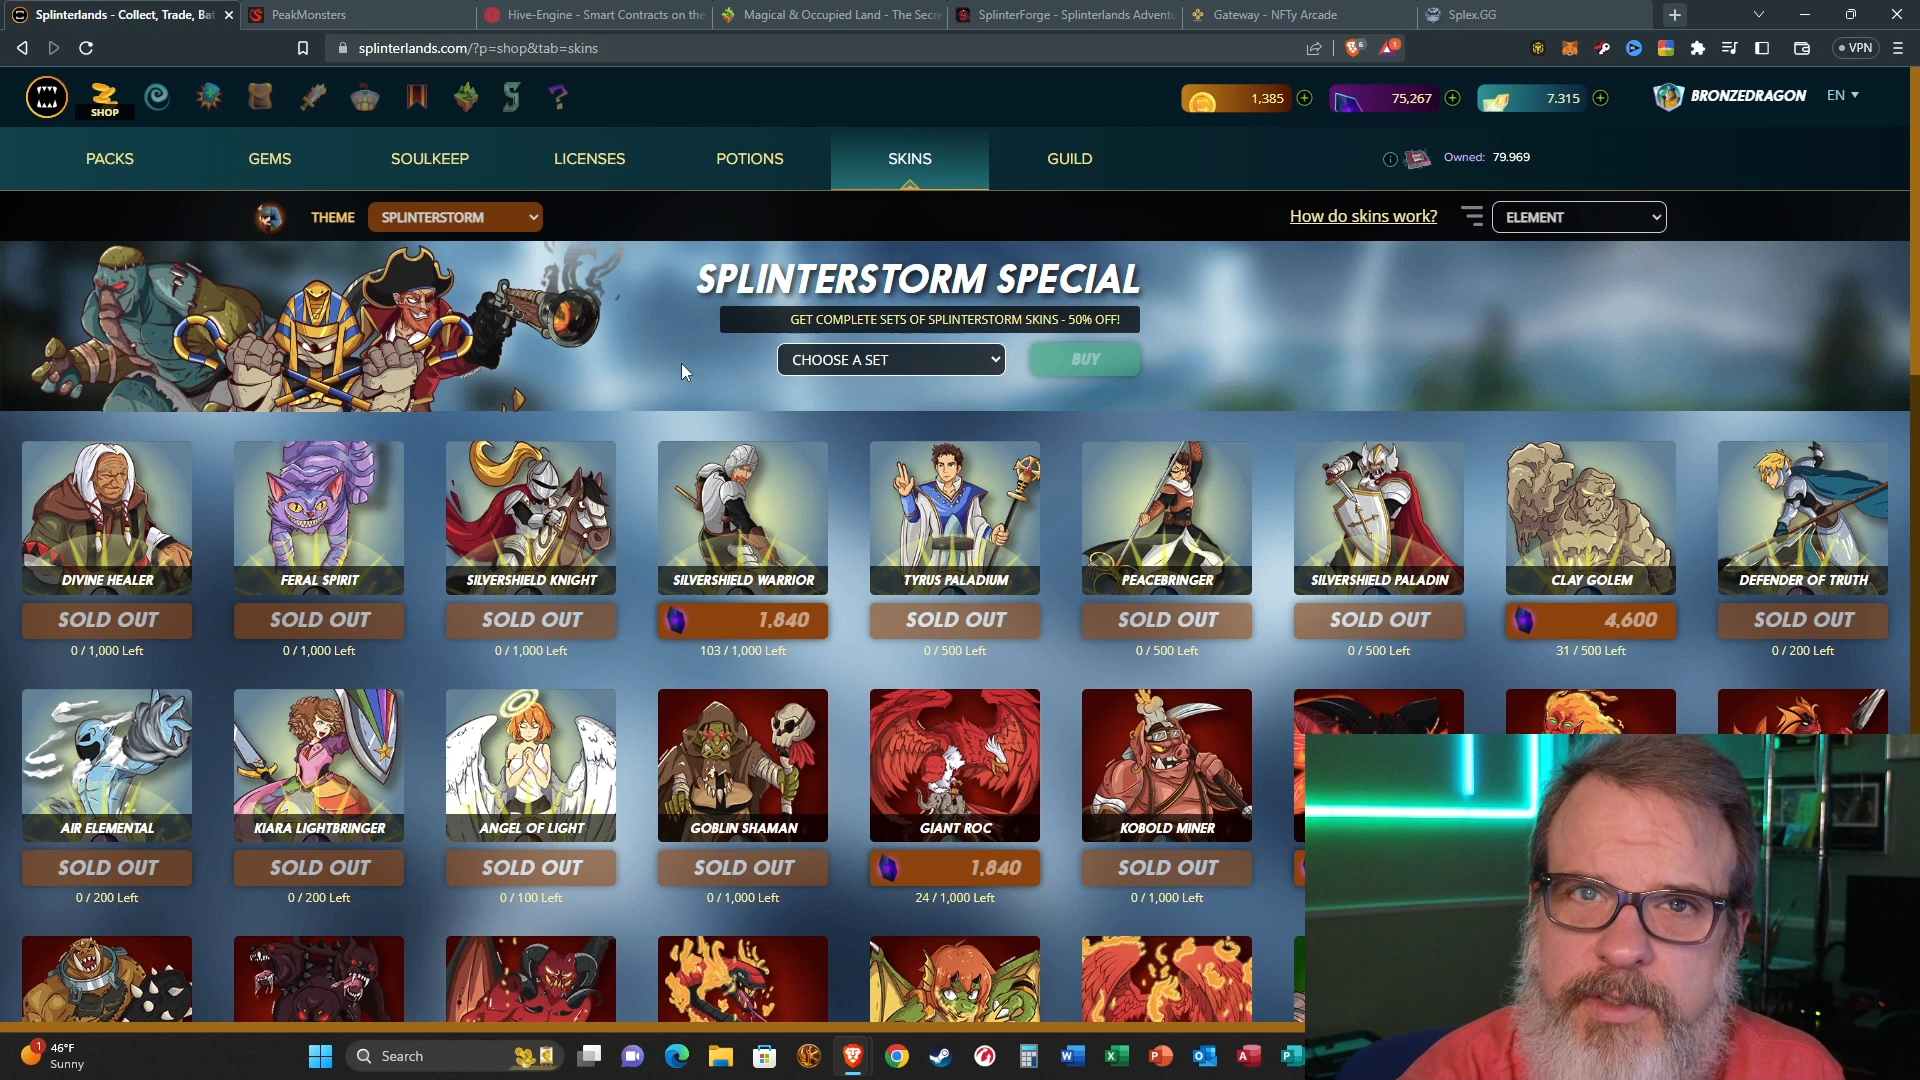 Splinterlands - Collect, Trade, Bat
PeakMonsters
Hive-Engine - Smart Contracts on the
Magical & Occupied Land - The Secre
SplinterForge - Splinterlands Adventu
Gateway - NFTy Arcade
Splex.GG
splinterlands.com/?p=shop&tab=skins
6
1
VPN
SHOP
1,385
75,267
7.315
BRONZEDRAGON
EN
PACKS
GEMS
SOULKEEP
LICENSES
POTIONS
SKINS
GUILD
Owned: 79.969
THEME
SPLINTERSTORM
How do skins work?
ELEMENT
SPLINTERSTORM SPECIAL
GET COMPLETE SETS OF SPLINTERSTORM SKINS - 50% OFF!
CHOOSE A SET
BUY
DIVINE HEALER
FERAL SPIRIT
SILVERSHIELD KNIGHT
SILVERSHIELD WARRIOR
TYRUS PALADIUM
PEACEBRINGER
SILVERSHIELD PALADIN
CLAY GOLEM
DEFENDER OF TRUTH
SOLD OUT
SOLD OUT
SOLD OUT
1,840
SOLD OUT
SOLD OUT
SOLD OUT
4,600
SOLD OUT
0 / 1,000 Left
0 / 1,000 Left
0 / 1,000 Left
103 / 1,000 Left
0 / 500 Left
0 / 500 Left
0 / 500 Left
31 / 500 Left
0 / 200 Left
AIR ELEMENTAL
KIARA LIGHTBRINGER
ANGEL OF LIGHT
GOBLIN SHAMAN
GIANT ROC
KOBOLD MINER
SOLD OUT
SOLD OUT
SOLD OUT
SOLD OUT
1,840
SOLD OUT
0 / 200 Left
0 / 200 Left
0 / 100 Left
0 / 1,000 Left
24 / 1,000 Left
0 / 1,000 Left
1
46°F
Sunny
Search